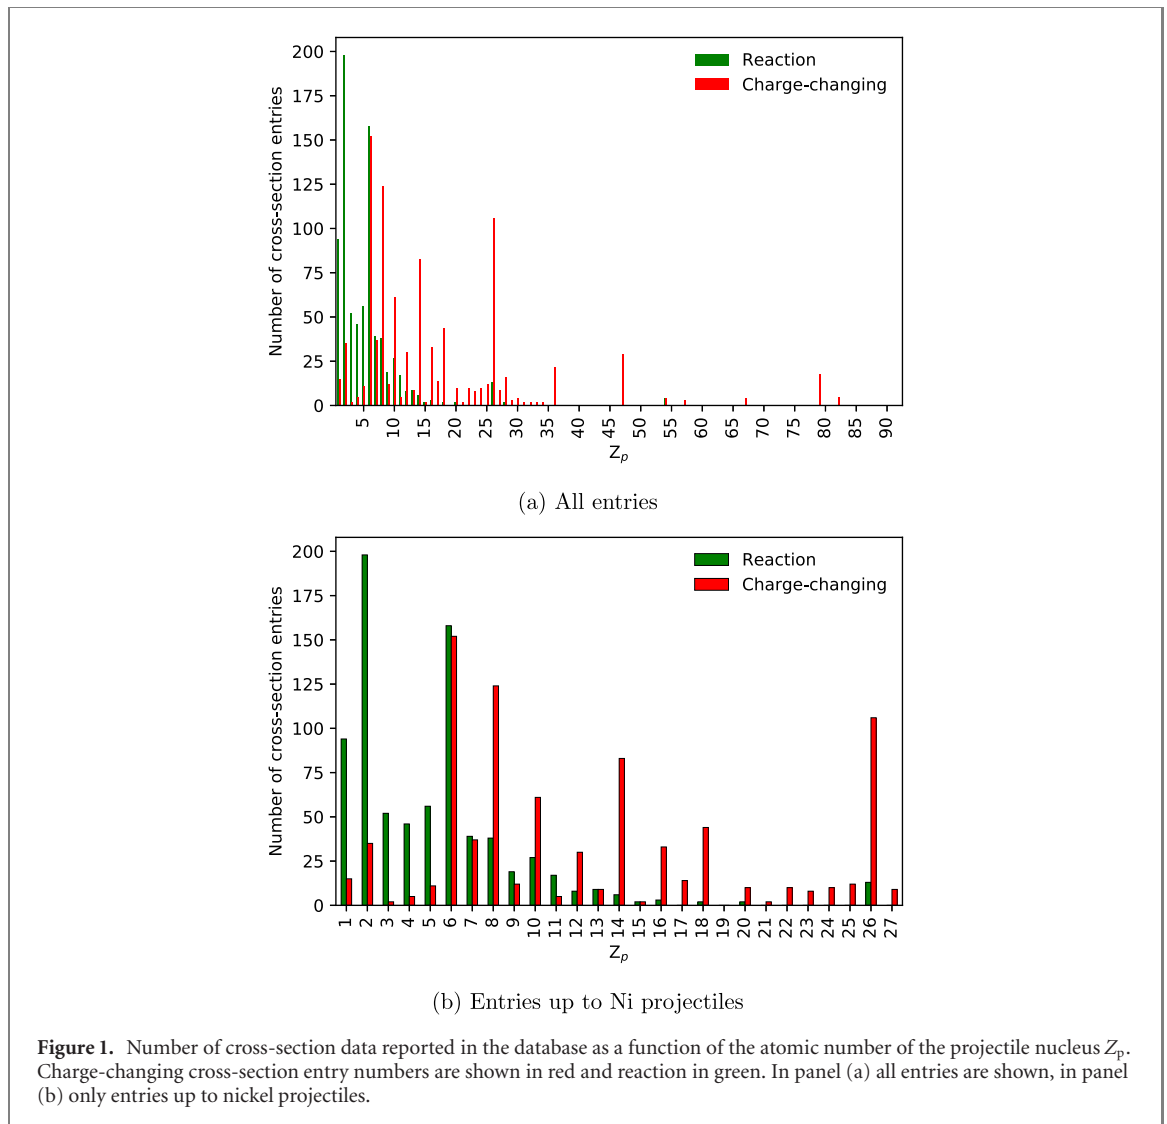 200
175
150
125
100
75
50
25
0
Number of cross-section entries
Reaction
Charge-changing
5 10 15 20 25 30 35 40 45 50 55 60 65 70 75 80 85 90
Zp
(a) All entries
200
175
150
125
100
75
50
25
0
Number of cross-section entries
Reaction
Charge-changing
1 2 3 4 5 6 7 8 9 10 11 12 13 14 15 16 17 18 19 20 21 22 23 24 25 26 27
Zp
(b) Entries up to Ni projectiles
Figure 1. Number of cross-section data reported in the database as a function of the atomic number of the projectile nucleus Zp.
Charge-changing cross-section entry numbers are shown in red and reaction in green. In panel (a) all entries are shown, in panel
(b) only entries up to nickel projectiles.